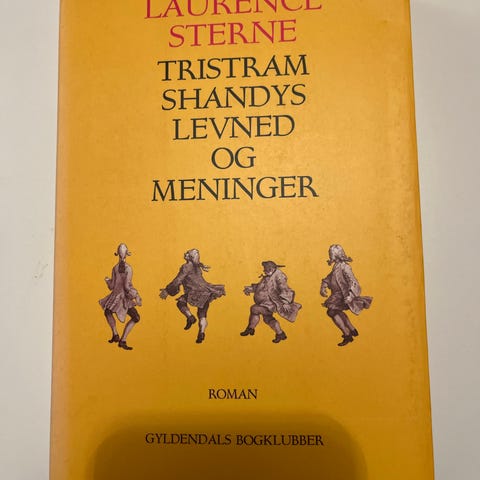 LAURENCE
STERNE
TRISTRAM
SHANDYS
LEVNED
OG
MENINGER
ROMAN
GYLDENDALS BOGKLUBBER